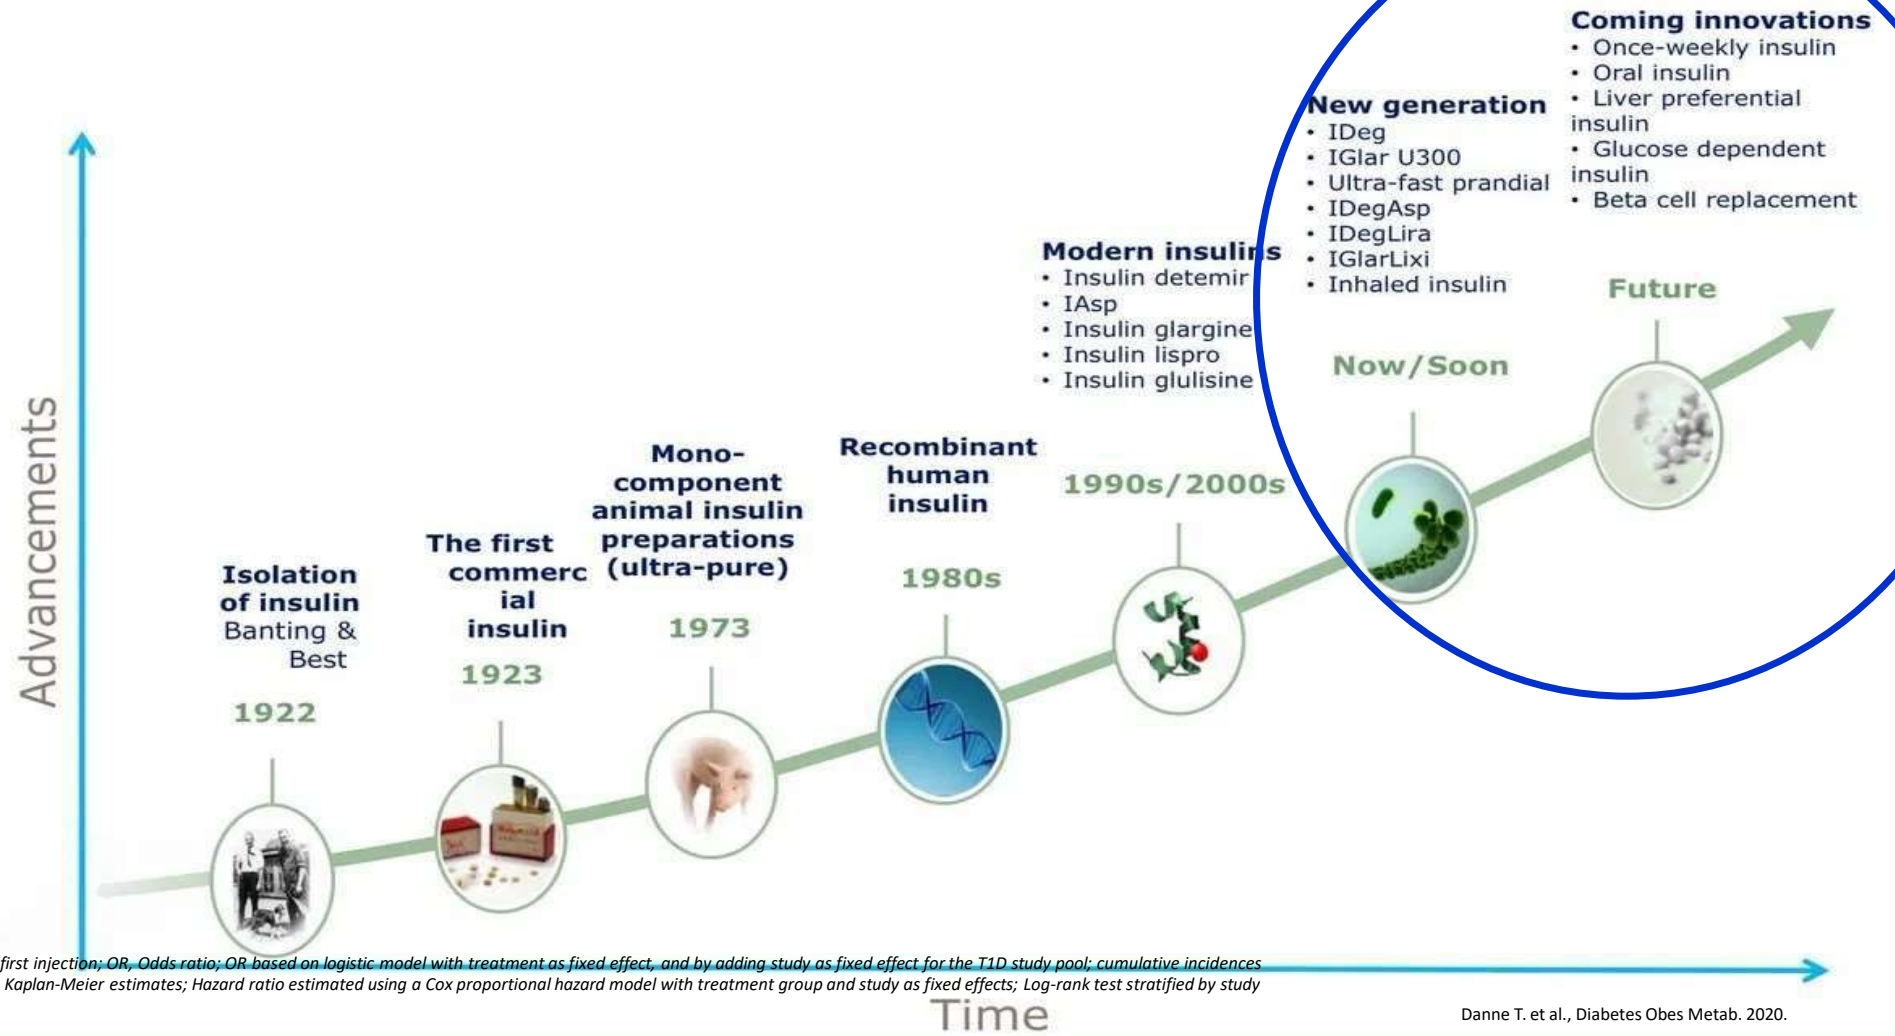 Coming innovations
• Once-weekly insulin
• Oral insulin
• Liver preferential
insulin
• Glucose dependent
insulin
• Beta cell replacement
New generation
• IDeg
• IGlar U300
• Ultra-fast prandial
• IDegAsp
• IDegLira
• IGlarLixi
• Inhaled insulin
Modern insulins
• Insulin detemir
• IAsp
• Insulin glargine
• Insulin lispro
• Insulin glulisine
Future
Now/Soon
1990s/2000s
Recombinant
human
insulin
1980s
Mono-
component
animal insulin
preparations
(ultra-pure)
1973
The first
commerc
ial
insulin
1923
Isolation
of insulin
Banting &
Best
1922
Advancements
first injection; OR, Odds ratio; OR based on logistic model with treatment as fixed effect, and by adding study as fixed effect for the T1D study pool; cumulative incidences
Kaplan-Meier estimates; Hazard ratio estimated using a Cox proportional hazard model with treatment group and study as fixed effects; Log-rank test stratified by study
Time
Danne T. et al., Diabetes Obes Metab. 2020.